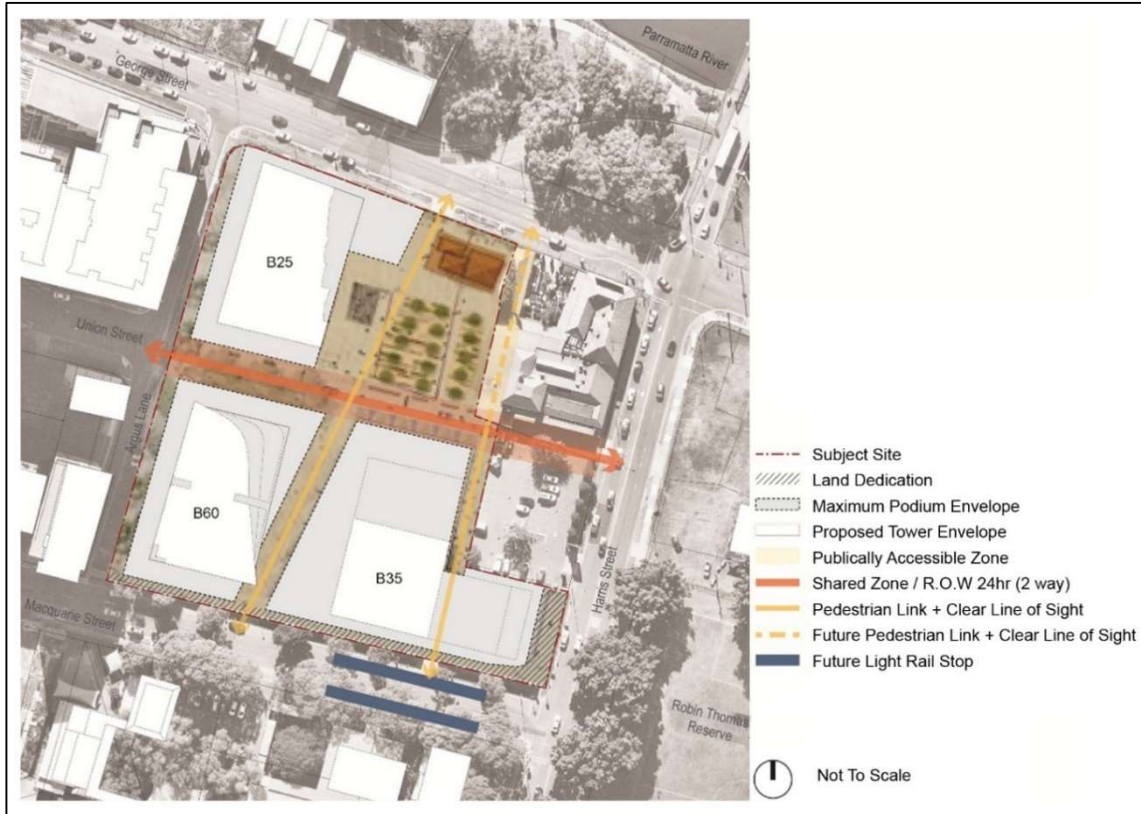 Parramatta River
George Street
B25
Union Street
Argus Lane
B60
B35
Harris Street
Macquarie Street
Robin Thomas
Reserve
Subject Site
Land Dedication
Maximum Podium Envelope
Proposed Tower Envelope
Publically Accessible Zone
Shared Zone / R.O.W 24hr (2 way)
Pedestrian Link + Clear Line of Sight
Future Pedestrian Link + Clear Line of Sight
Future Light Rail Stop
Not To Scale